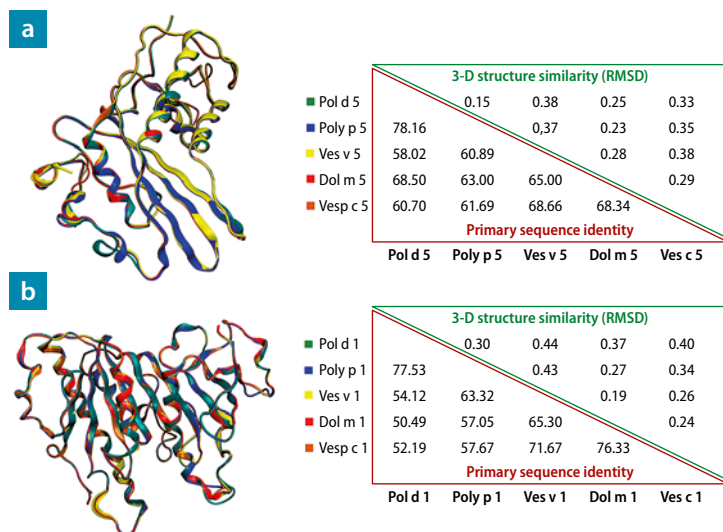 a
3-D structure similarity (RMSD)
Pol d 5 0.15 0.38 0.25 0.33
Poly p 5 78.16 0,37 0.23 0.35
Ves v 5 58.02 60.89 0.28 0.38
Dol m 5 68.50 63.00 65.00 0.29
Vesp c 5 60.70 61.69 68.66 68.34
Primary sequence identity
Pol d 5 Poly p 5 Ves v 5 Dol m 5 Ves c 5
b
3-D structure similarity (RMSD)
Pol d 1 0.30 0.44 0.37 0.40
Poly p 1 77.53 0.43 0.27 0.34
Ves v 1 54.12 63.32 0.19 0.26
Dol m 1 50.49 57.05 65.30 0.24
Vesp c 1 52.19 57.67 71.67 76.33
Primary sequence identity
Pol d 1 Poly p 1 Ves v 1 Dol m 1 Ves c 1